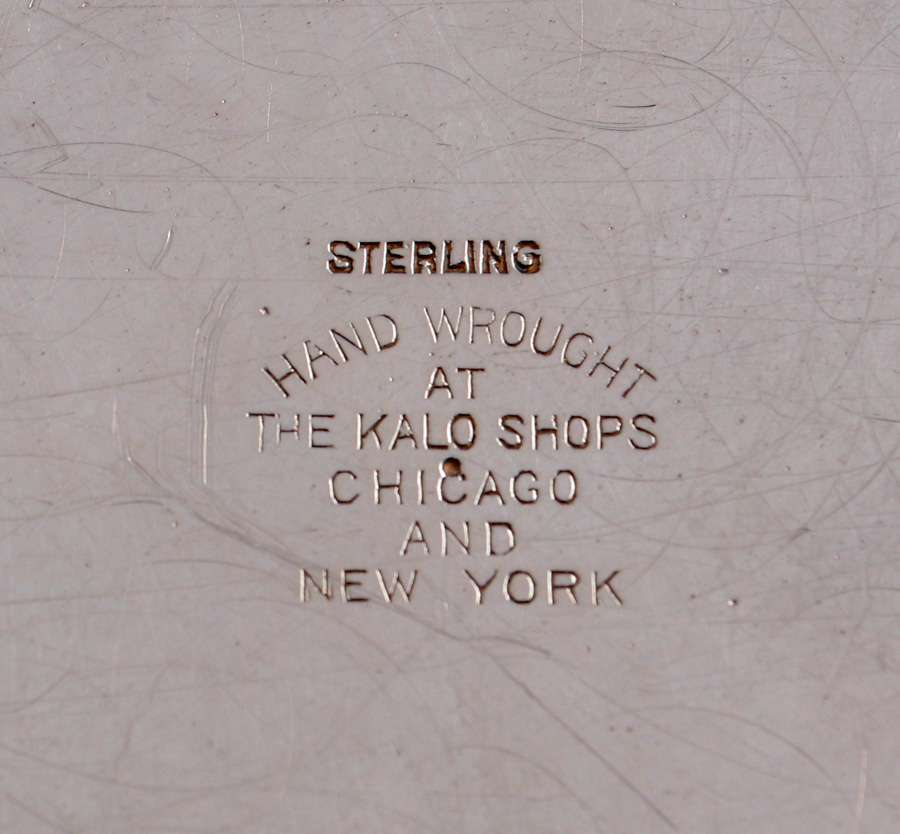 STERLING
HAND WROUGHT
AT
THE KALO SHOPS
CHICAGO
AND
NEW YORK